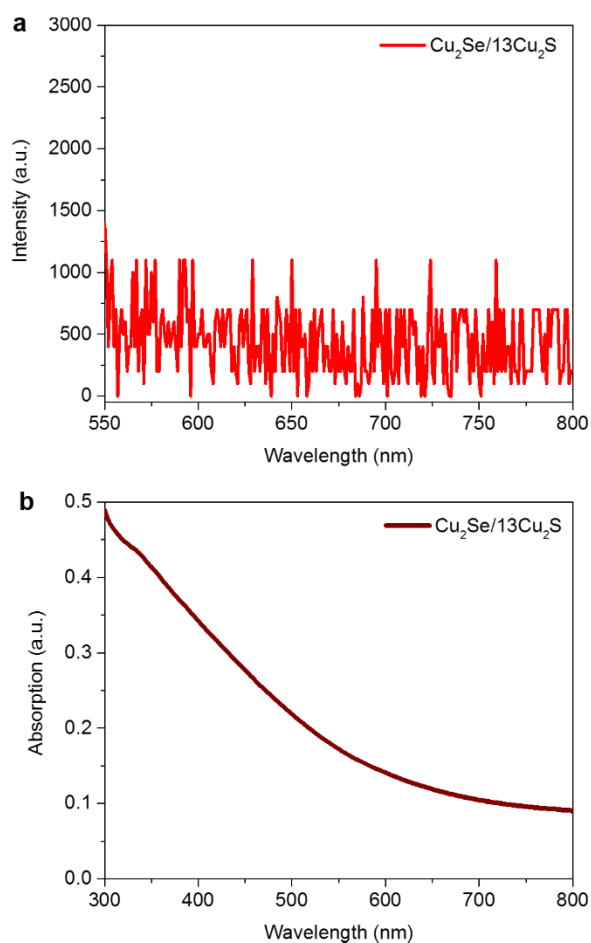 a
Cu₂Se/13Cu₂S
3000
2500
2000
1500
1000
500
0
Intensity (a.u.)
550 600 650 700 750 800
Wavelength (nm)
b
Cu₂Se/13Cu₂S
0.5
0.4
0.3
0.2
0.1
0.0
Absorption (a.u.)
300 400 500 600 700 800
Wavelength (nm)